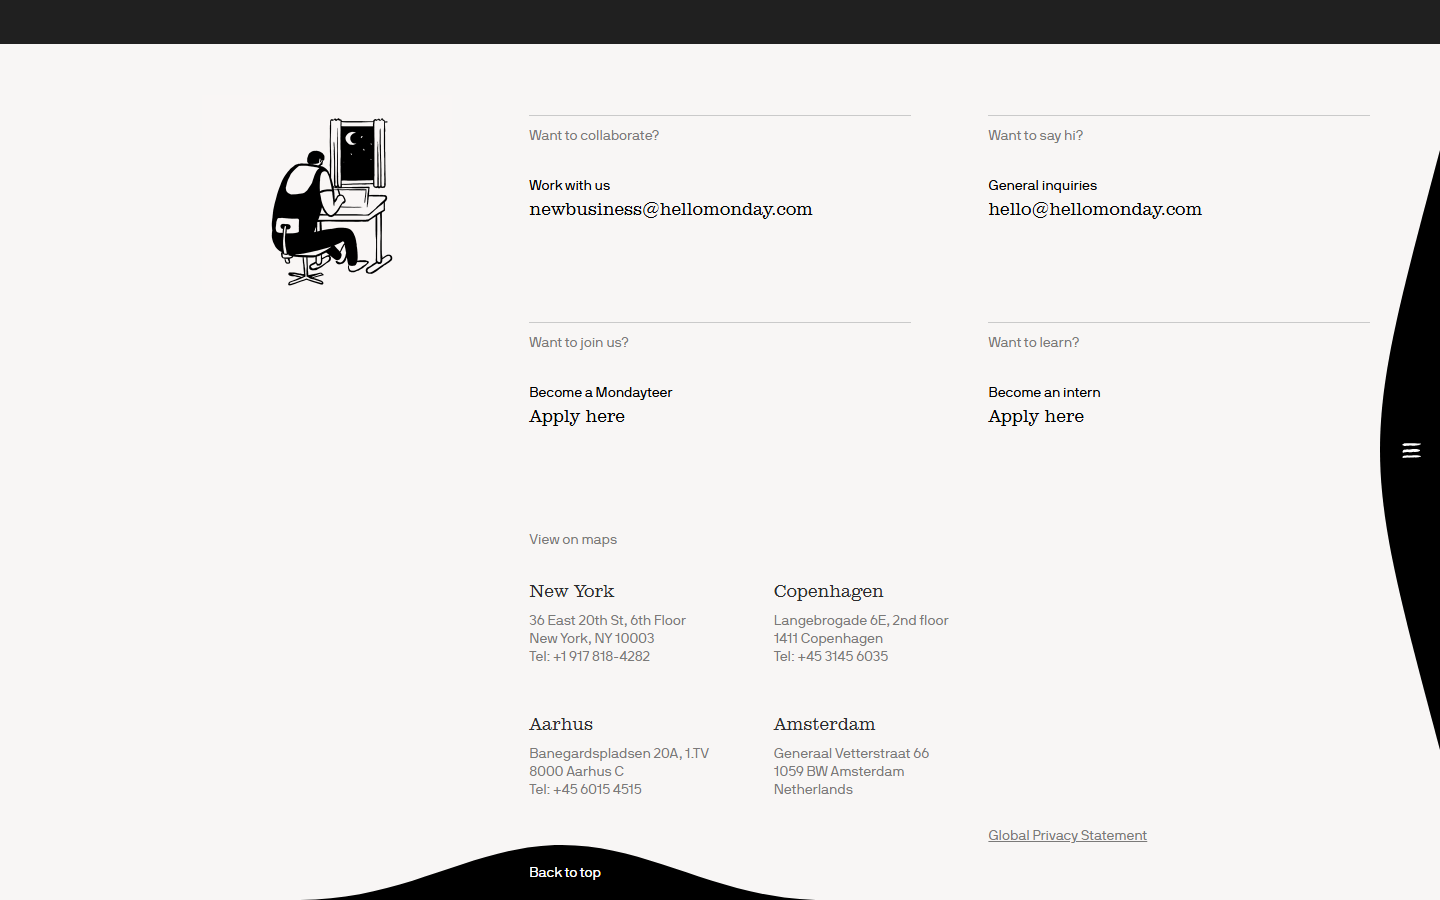 Want to collaborate?
Work with us
newbusiness@hellomonday.com
Want to say hi?
General inquiries
hello@hellomonday.com
Want to join us?
Become a Mondayteer
Apply here
Want to learn?
Become an intern
Apply here
View on maps
New York
36 East 20th St, 6th Floor
New York, NY 10003
Tel: +1 917 818-4282
Copenhagen
Langebrogade 6E, 2nd floor
1411 Copenhagen
Tel: +45 3145 6035
Aarhus
Banegardspladsen 20A, 1.TV
8000 Aarhus C
Tel: +45 6015 4515
Amsterdam
Generaal Vetterstraat 66
1059 BW Amsterdam
Netherlands
Global Privacy Statement
Back to top